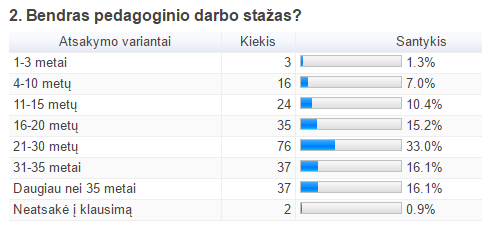 2. Bendras pedagoginio darbo stažas?
Atsakymo variantai Kiekis Santykis
1-3 metai 3 1.3%
4-10 metų 16 7.0%
11-15 metų 24 10.4%
16-20 metų 35 15.2%
21-30 metų 76 33.0%
31-35 metai 37 16.1%
Daugiau nei 35 metai 37 16.1%
Neatsakė į klausimą 2 0.9%